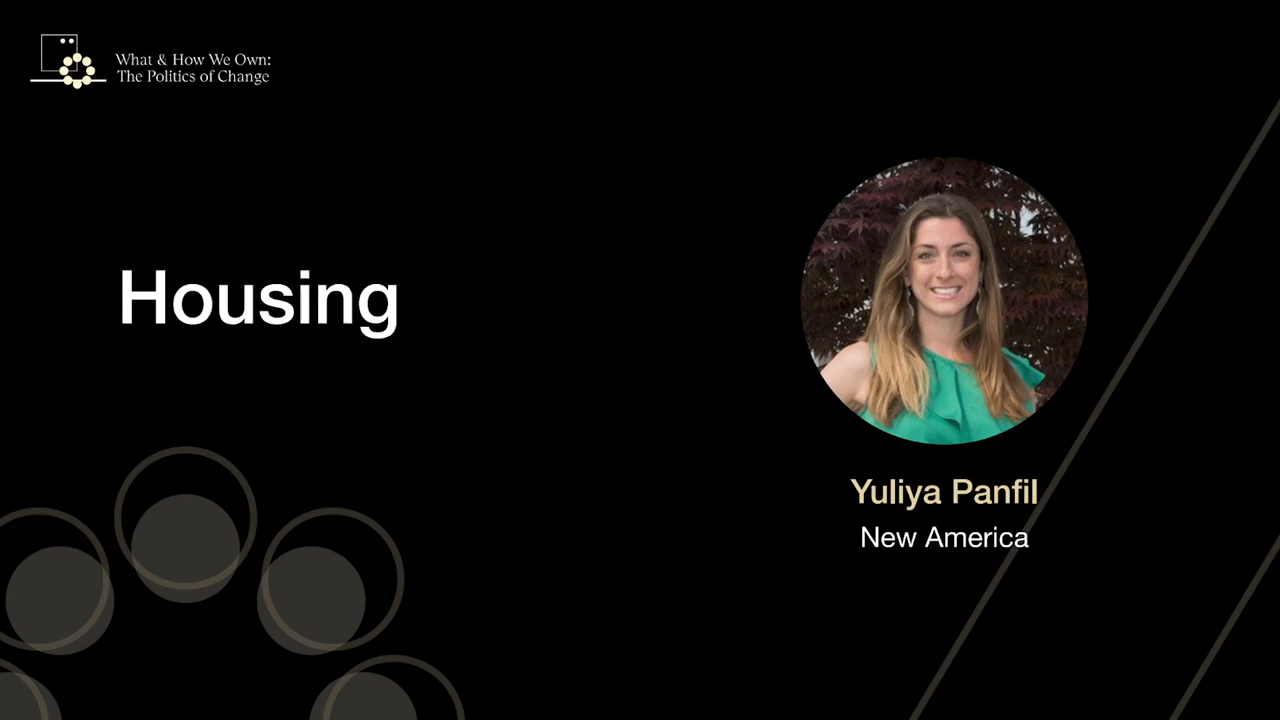 What & How We Own:
The Politics of Change
Housing
Yuliya Panfil
New America